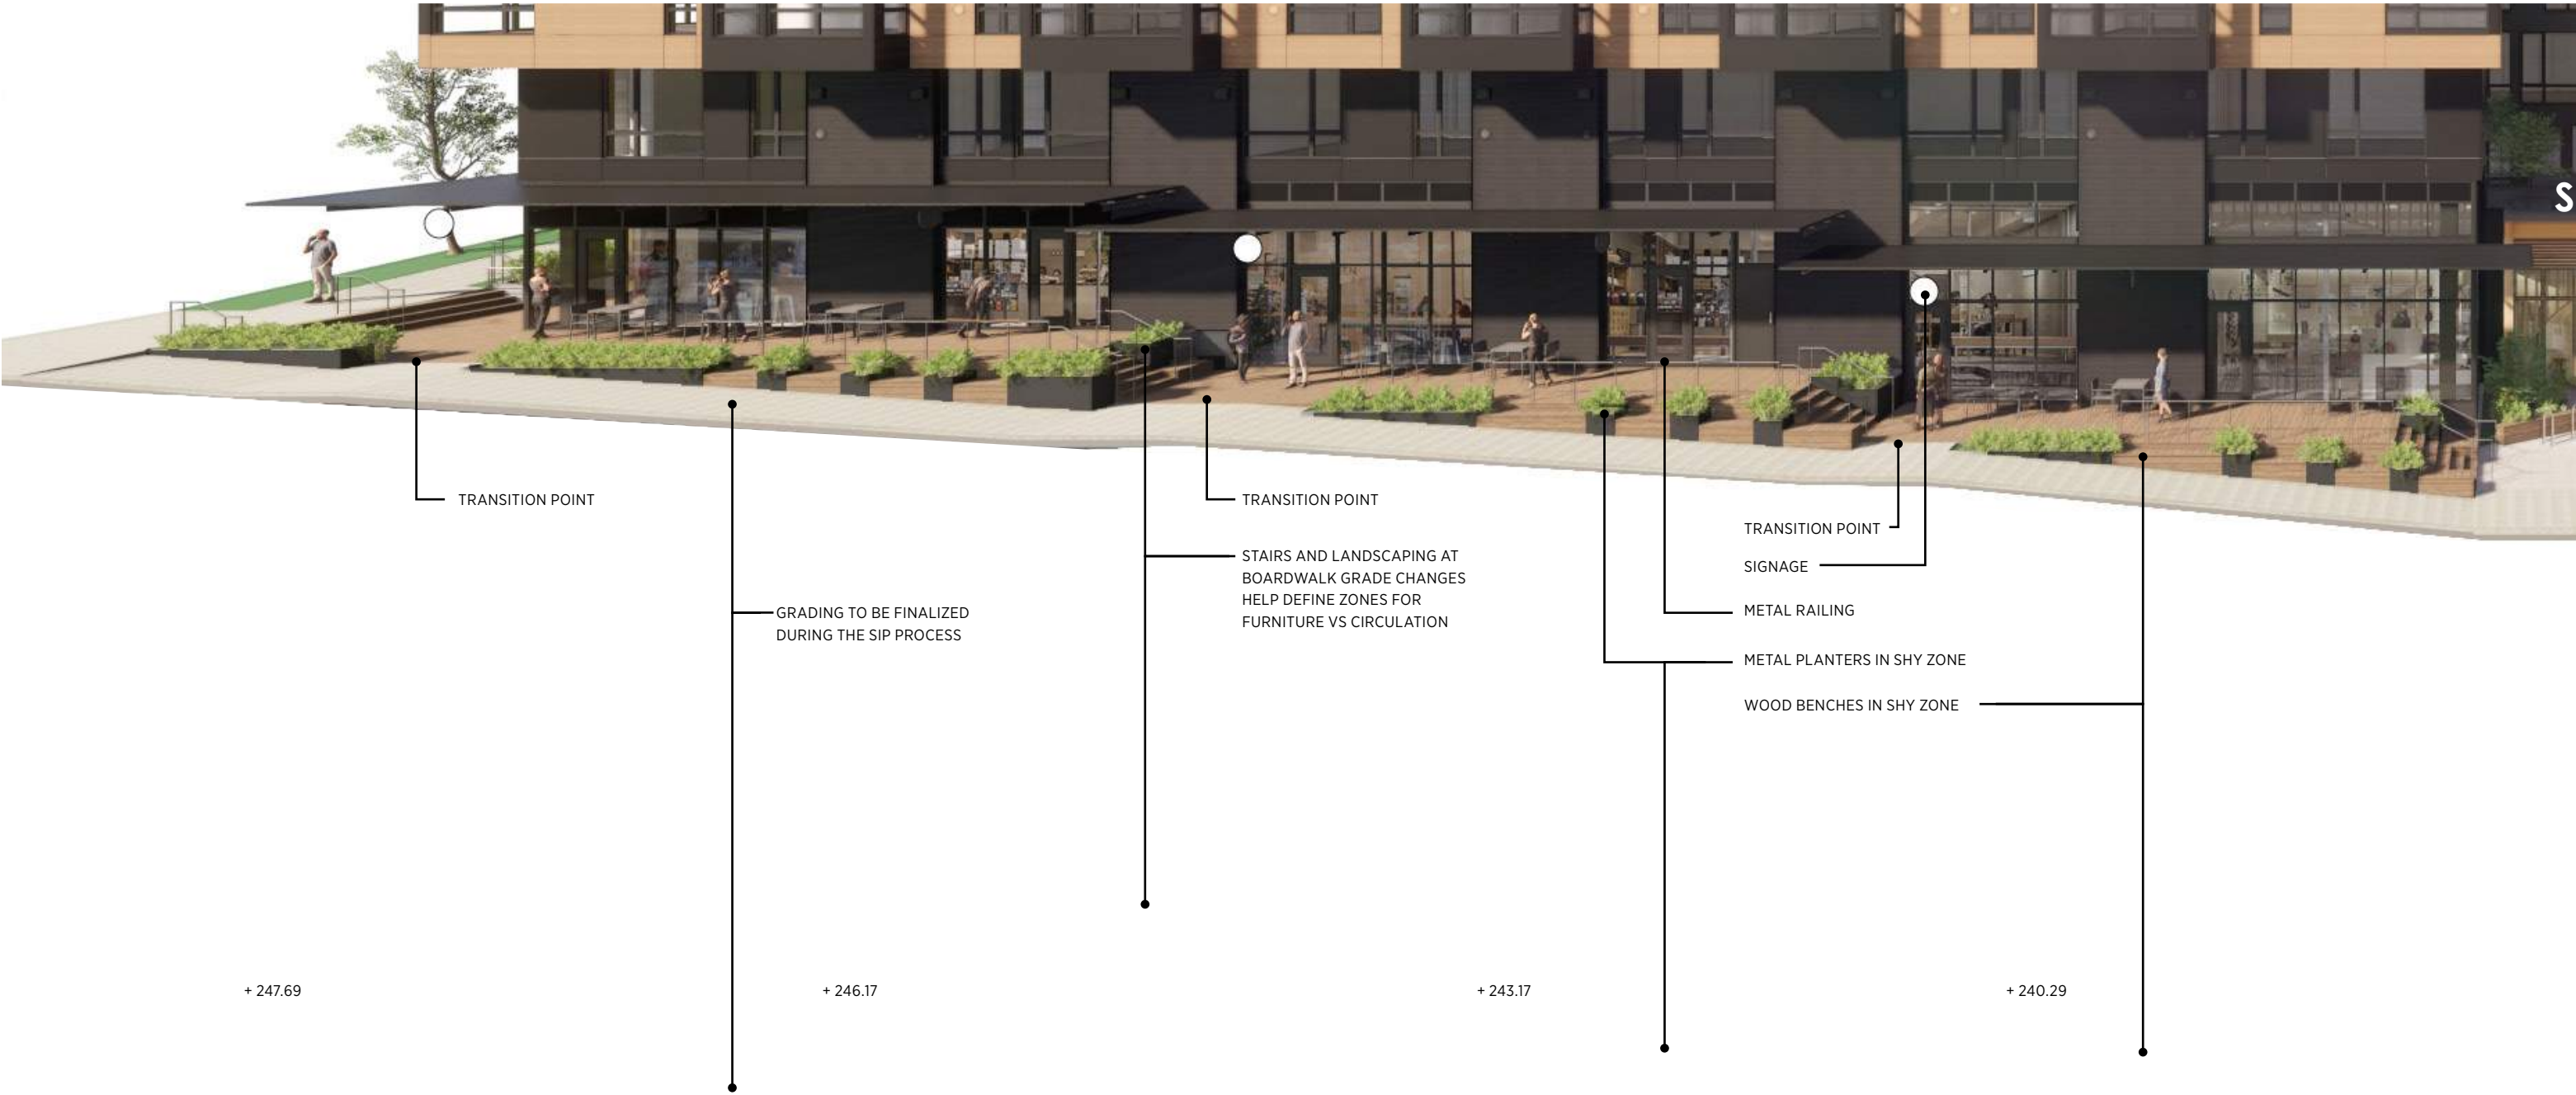 S
TRANSITION POINT
TRANSITION POINT
TRANSITION POINT
STAIRS AND LANDSCAPING AT
BOARDWALK GRADE CHANGES
HELP DEFINE ZONES FOR
FURNITURE VS CIRCULATION
SIGNAGE
GRADING TO BE FINALIZED
DURING THE SIP PROCESS
METAL RAILING
METAL PLANTERS IN SHY ZONE
WOOD BENCHES IN SHY ZONE
+ 247.69
+ 246.17
+ 243.17
+ 240.29